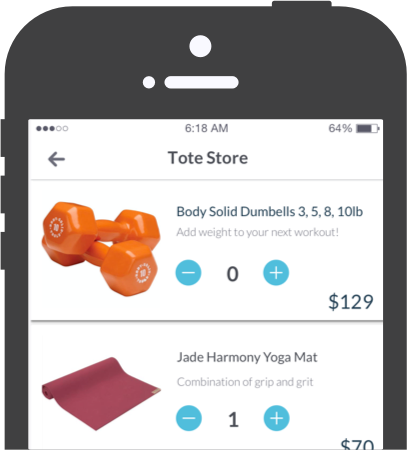 6:18 AM 64%
Tote Store
Body Solid Dumbells 3, 5, 8, 10lb
Add weight to your next workout!
0
$129
Jade Harmony Yoga Mat
Combination of grip and grit
1
$70